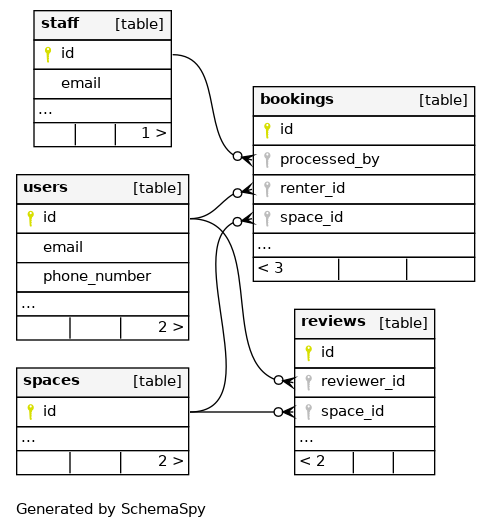 staff [table]
id
email
...
1 >
users [table]
id
email
phone_number
...
2 >
spaces [table]
id
...
2 >
bookings [table]
id
processed_by
renter_id
space_id
...
< 3
reviews [table]
id
reviewer_id
space_id
...
< 2
Generated by SchemaSpy